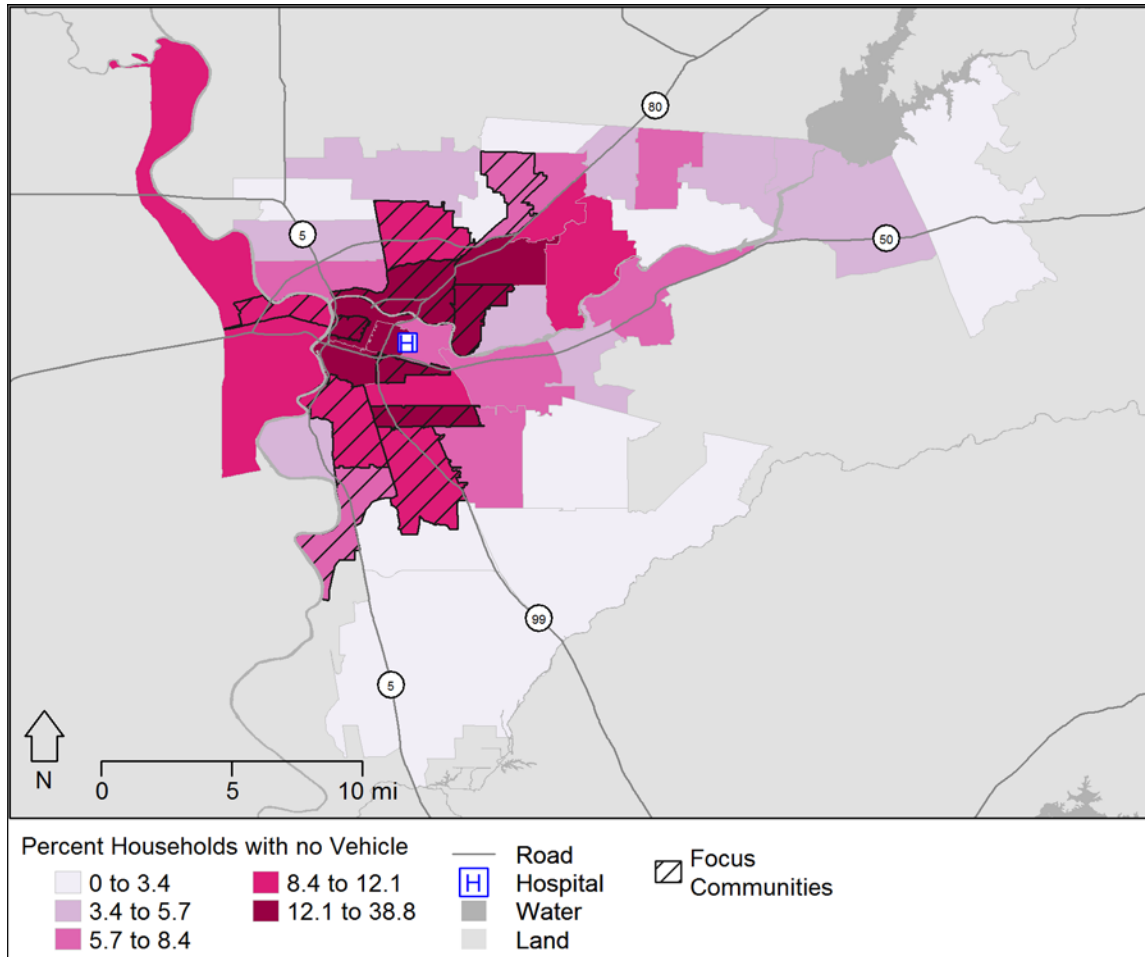 80
5
50
H
99
5
N
0 5 10 mi
Percent Households with no Vehicle
0 to 3.4
3.4 to 5.7
5.7 to 8.4
8.4 to 12.1
12.1 to 38.8
Road
H Hospital
Water
Land
Focus
Communities